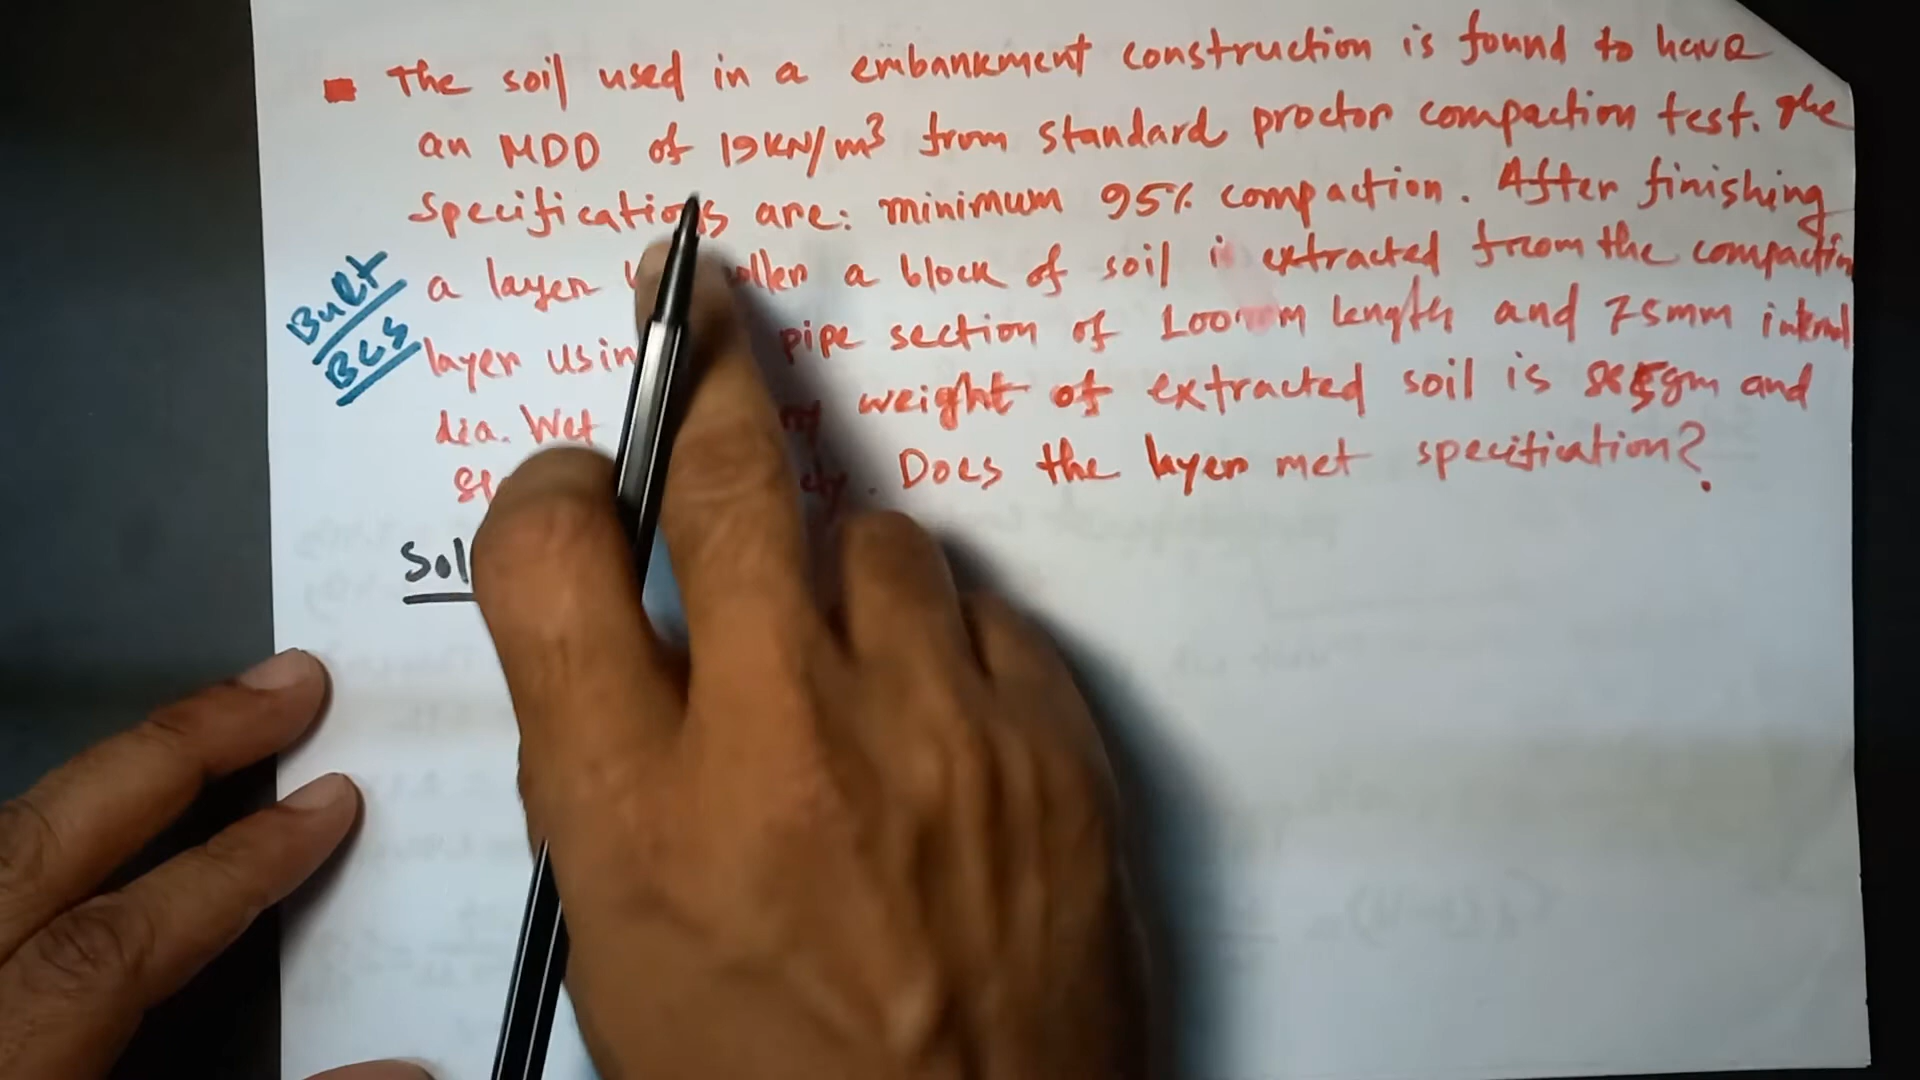 The soil used in a embankment construction is found to have
an MDD of 19KN/m³ from standard proctor compaction test. The
specifications are: minimum 95% compaction. After finishing
a layer a block of soil is extracted from the compaction
layer pipe section of length and 75mm internal
dia. Wet weight of extracted soil is and
Does the layer met specification?
Buet
BCS
Sol